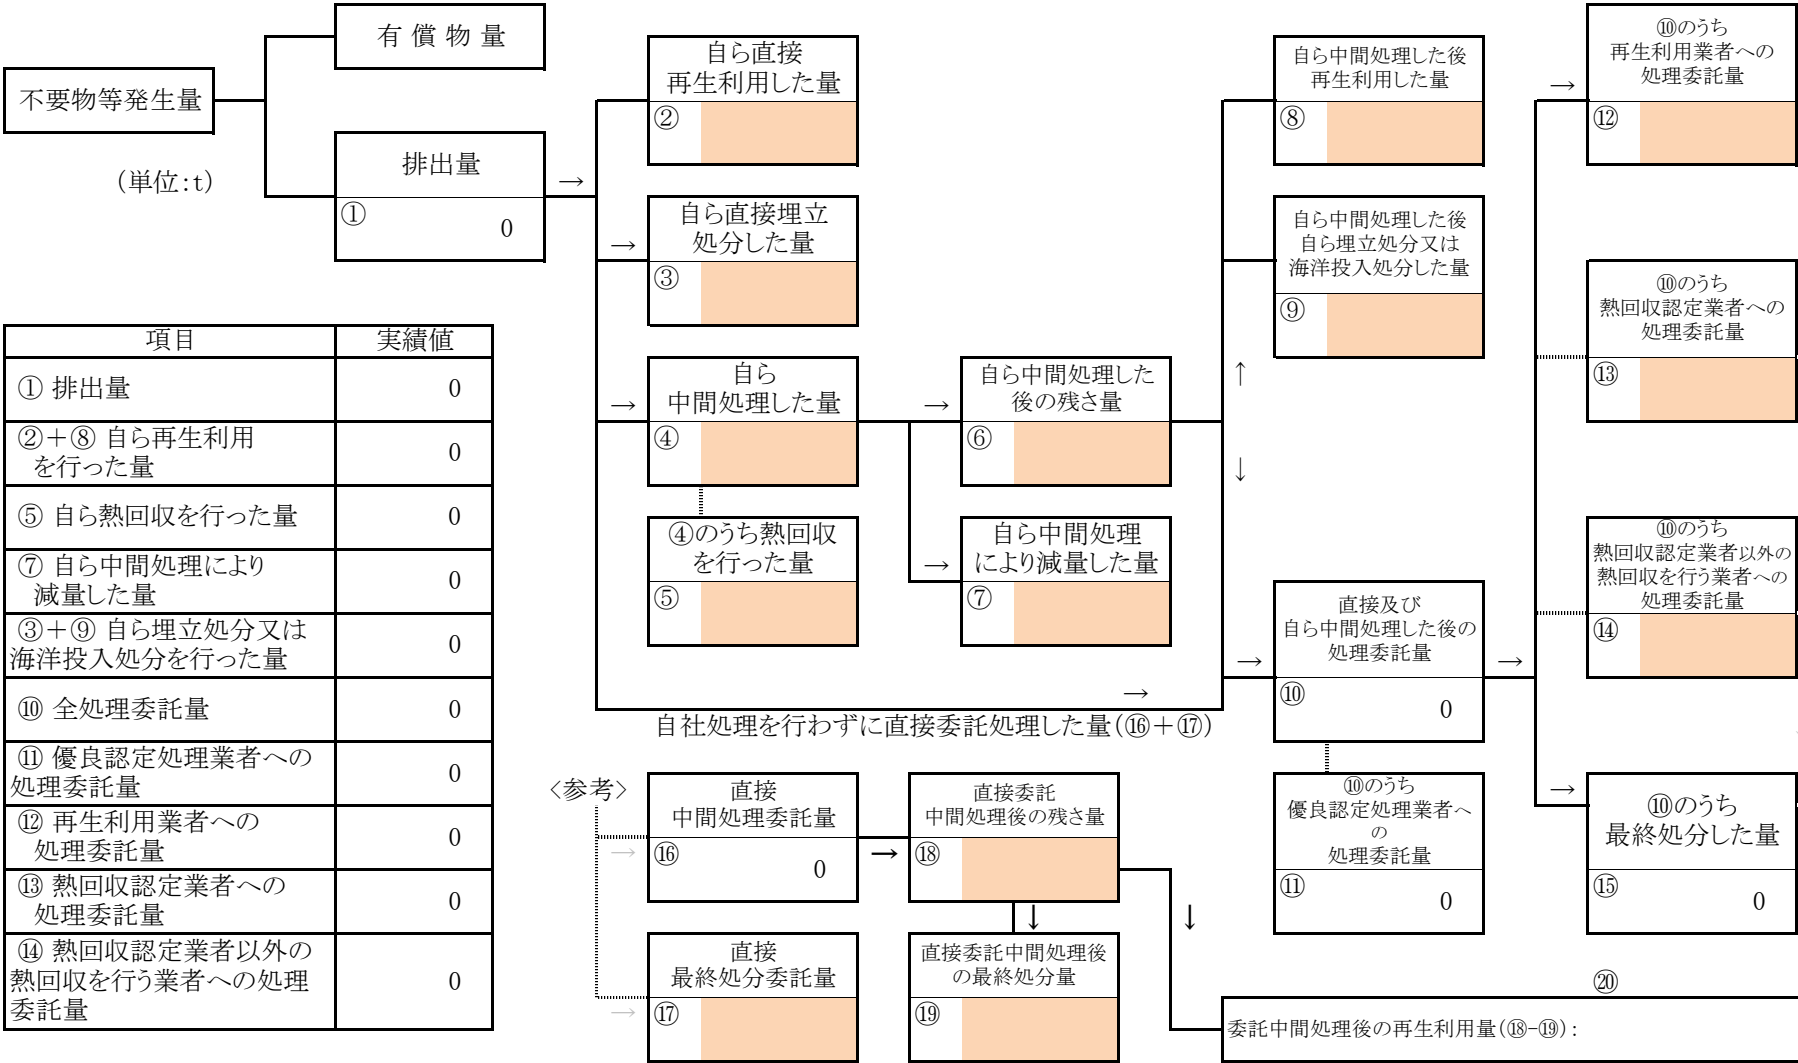 有 償 物 量
不要物等発生量
(単位:t)
排出量
①
0
→
自ら直接
再生利用した量
②
→
自ら直接埋立
処分した量
③
→
自ら
中間処理した量
④
④のうち熱回収
を行った量
⑤
→
自ら中間処理した
後の残さ量
⑥
→
自ら中間処理
により減量した量
⑦
自ら中間処理した後
再生利用した量
⑧
自ら中間処理した後
自ら埋立処分又は
海洋投入処分した量
⑨
↑
↓
→
自社処理を行わずに直接委託処理した量(⑯+⑰)
→
直接及び
自ら中間処理した後の
処理委託量
⑩
0
⑩のうち
優良認定処理業者へ
の
処理委託量
⑪
0
→
→
⑩のうち
再生利用業者への
処理委託量
⑫
⑩のうち
熱回収認定業者への
処理委託量
⑬
⑩のうち
熱回収認定業者以外の
熱回収を行う業者への
処理委託量
⑭
→
⑩のうち
最終処分した量
⑮
0
項目 実績値
① 排出量 0
②+⑧ 自ら再生利用
を行った量 0
⑤ 自ら熱回収を行った量 0
⑦ 自ら中間処理により
減量した量 0
③+⑨ 自ら埋立処分又は
海洋投入処分を行った量 0
⑩ 全処理委託量 0
⑪ 優良認定処理業者への
処理委託量 0
⑫ 再生利用業者への
処理委託量 0
⑬ 熱回収認定業者への
処理委託量 0
⑭ 熱回収認定業者以外の
熱回収を行う業者への処理
委託量 0
<参考>
→
直接
中間処理委託量
⑯
0
→
直接委託
中間処理後の残さ量
⑱
↓
↓
→
直接
最終処分委託量
⑰
直接委託中間処理後
の最終処分量
⑲
⑳
委託中間処理後の再生利用量(⑱-⑲):